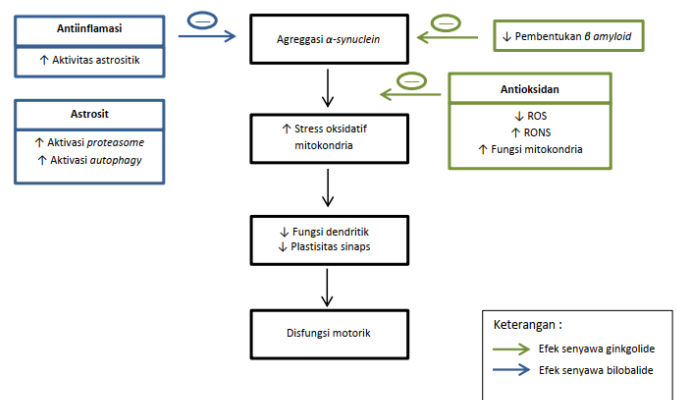 Antiinflamasi
↑ Aktivitas astrositik
—
Agreggasi α-synuclein
—
↓ Pembentukan β amyloid
Astrosit
↑ Aktivasi proteasome
↑ Aktivasi autophagy
—
Antioksidan
↓ ROS
↑ RONS
↑ Fungsi mitokondria
↑ Stress oksidatif
mitokondria
↓ Fungsi dendritik
↓ Plastisitas sinaps
Disfungsi motorik
Keterangan :
Efek senyawa ginkgolide
Efek senyawa bilobalide